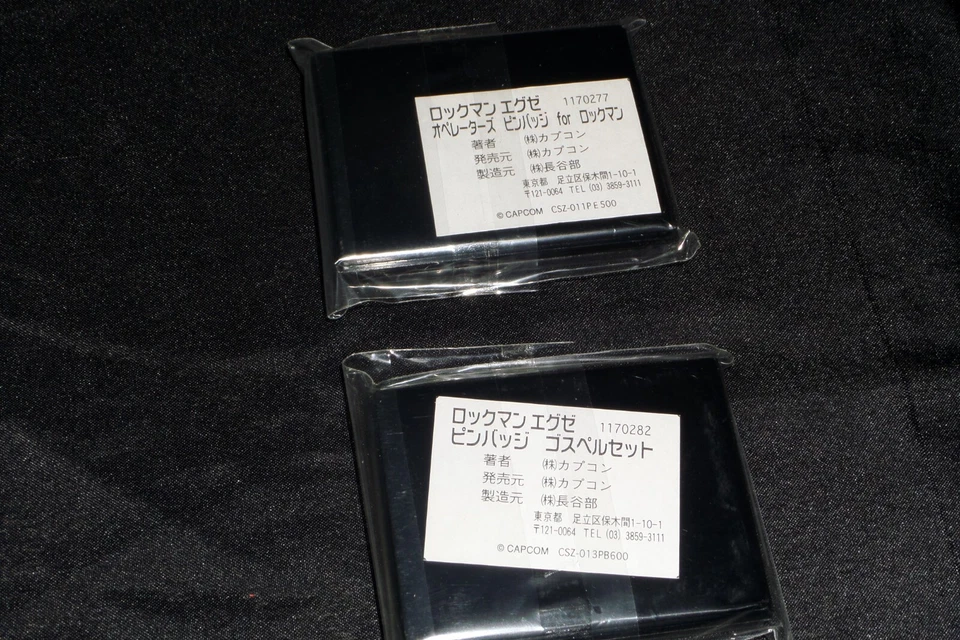 ロックマン エグゼ 1170277
オペレーターズ ピンバッジ for ロックマン
著者 ㈱カプコン
発売元 ㈱カプコン
製造元 ㈱長谷部
東京都 足立区保木間1-10-1
〒121-0064 TEL (03) 3859-3111
© CAPCOM CSZ-011PE500
ロックマン エグゼ 1170282
ピンバッジ ゴスペルセット
著者 ㈱カプコン
発売元 ㈱カプコン
製造元 ㈱長谷部
東京都 足立区保木間1-10-1
〒121-0064 TEL (03) 3859-3111
© CAPCOM CSZ-013PB600